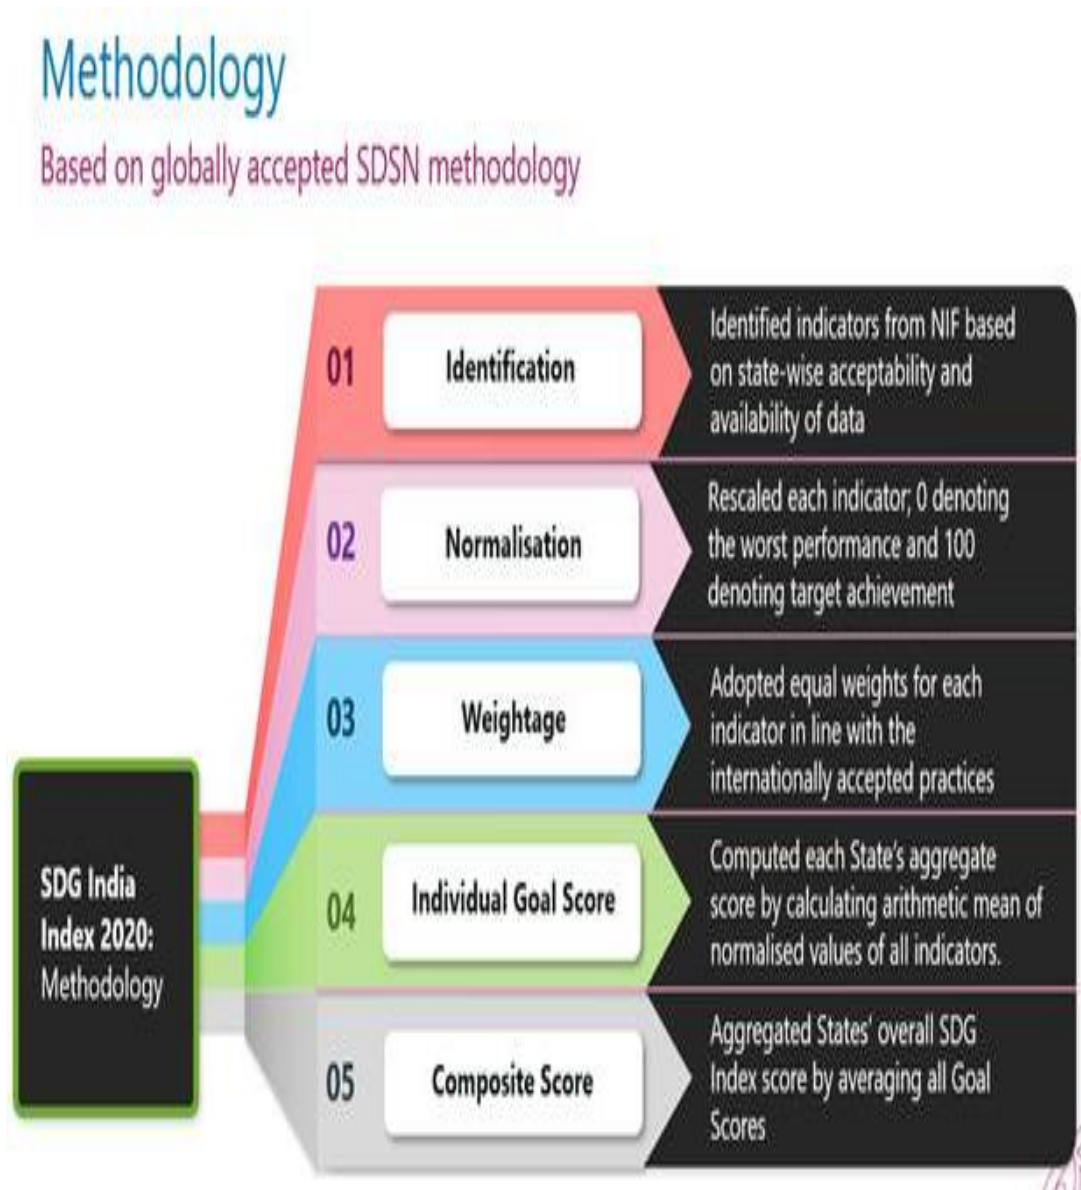 Methodology
Based on globally accepted SDSN methodology
SDG India
Index 2020:
Methodology
01
Identification
Identified indicators from NIF based
on state-wise acceptability and
availability of data
02
Normalisation
Rescaled each indicator; 0 denoting
the worst performance and 100
denoting target achievement
03
Weightage
Adopted equal weights for each
indicator in line with the
internationally accepted practices
04
Individual Goal Score
Computed each State's aggregate
score by calculating arithmetic mean of
normalised values of all indicators.
05
Composite Score
Aggregated States' overall SDG
Index score by averaging all Goal
Scores